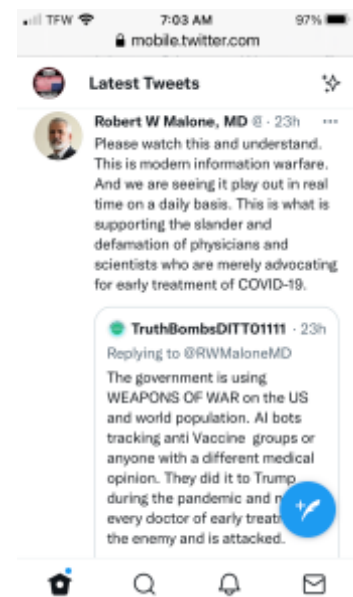 TFW 7:03 AM 97%
mobile.twitter.com
Latest Tweets
Robert W Malone, MD @ · 23h ...
Please watch this and understand.
This is modern information warfare.
And we are seeing it play out in real
time on a daily basis. This is what is
supporting the slander and
defamation of physicians and
scientists who are merely advocating
for early treatment of COVID-19.
TruthBombsDITTO1111 · 23h
Replying to @RWMaloneMD
The government is using
WEAPONS OF WAR on the US
and world population. AI bots
tracking anti Vaccine groups or
anyone with a different medical
opinion. They did it to Trump
during the pandemic and
every doctor of early
the enemy and is attacked.